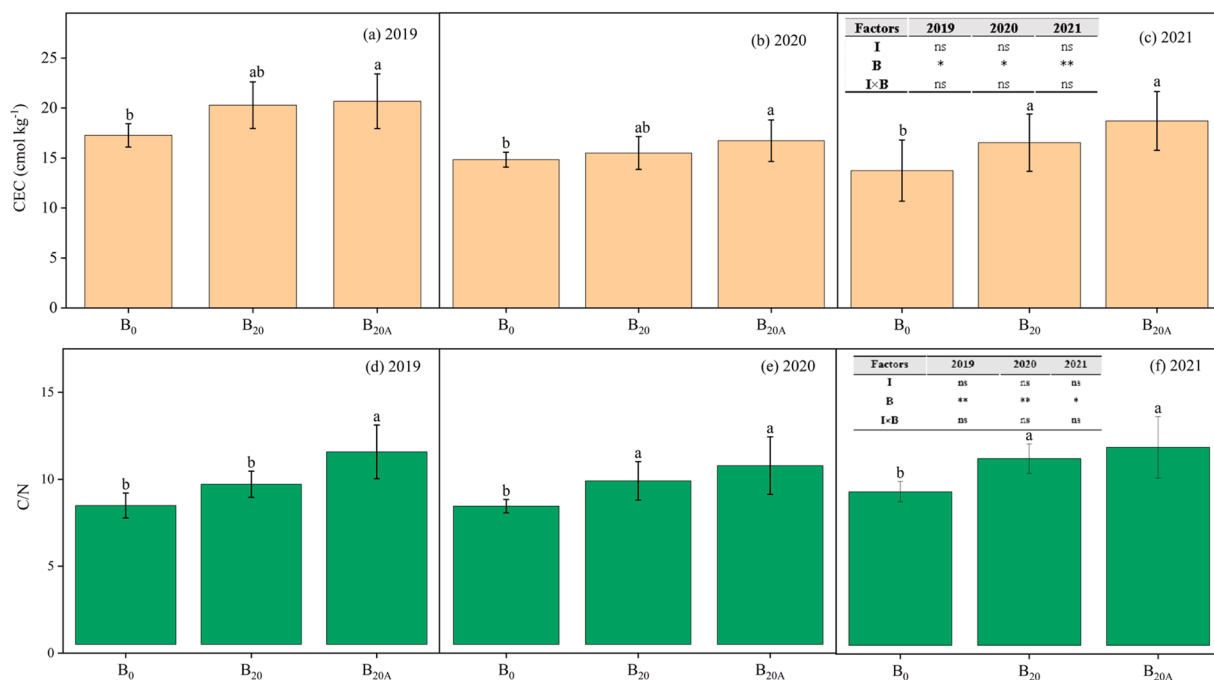 (a) 2019
(b) 2020
(c) 2021
Factors 2019 2020 2021
I ns ns ns
B * * **
I×B ns ns ns
CEC (cmol kg⁻¹)
25
20
15
10
5
0
b ab a
b ab a
b a a
B₀ B₂₀ B₂₀A
B₀ B₂₀ B₂₀A
B₀ B₂₀ B₂₀A
(d) 2019
(e) 2020
(f) 2021
Factors 2019 2020 2021
I ns ns ns
B ** ** *
I×B ns ns ns
C/N
15
10
5
0
b b a
b a a
b a a
B₀ B₂₀ B₂₀A
B₀ B₂₀ B₂₀A
B₀ B₂₀ B₂₀A